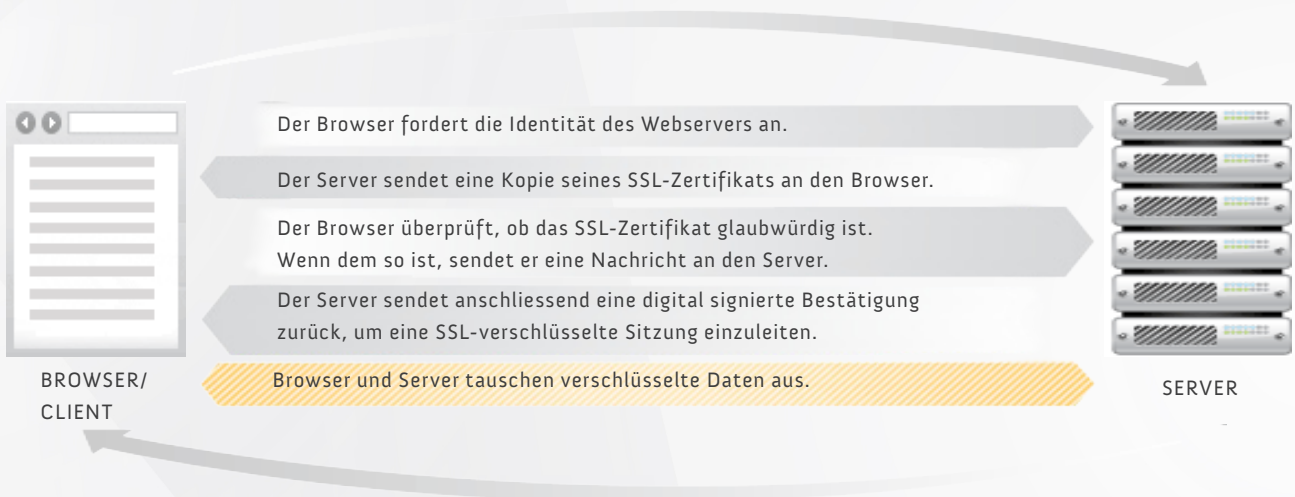 Der Browser fordert die Identität des Webservers an.
Der Server sendet eine Kopie seines SSL-Zertifikats an den Browser.
Der Browser überprüft, ob das SSL-Zertifikat glaubwürdig ist.
Wenn dem so ist, sendet er eine Nachricht an den Server.
Der Server sendet anschliessend eine digital signierte Bestätigung
zurück, um eine SSL-verschlüsselte Sitzung einzuleiten.
Browser und Server tauschen verschlüsselte Daten aus.
BROWSER/
CLIENT
SERVER